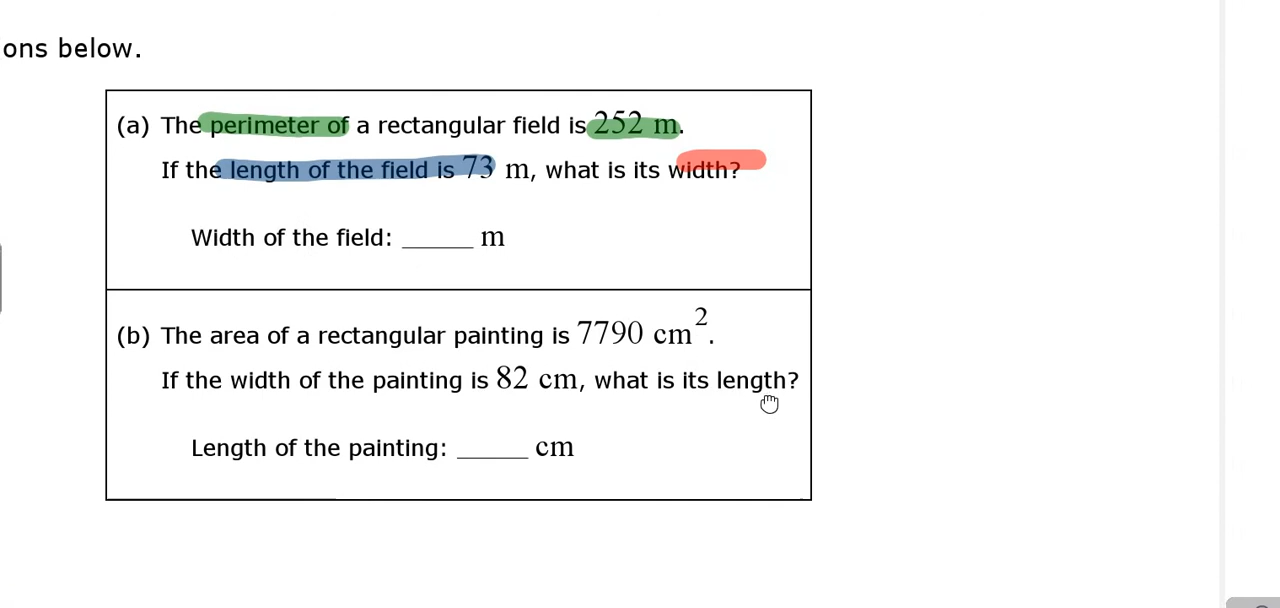 ons below.
(a) The perimeter of a rectangular field is 252 m.
If the length of the field is 73 m, what is its width?
Width of the field: ______ m
(b) The area of a rectangular painting is 7790 cm².
If the width of the painting is 82 cm, what is its length?
Length of the painting: ______ cm